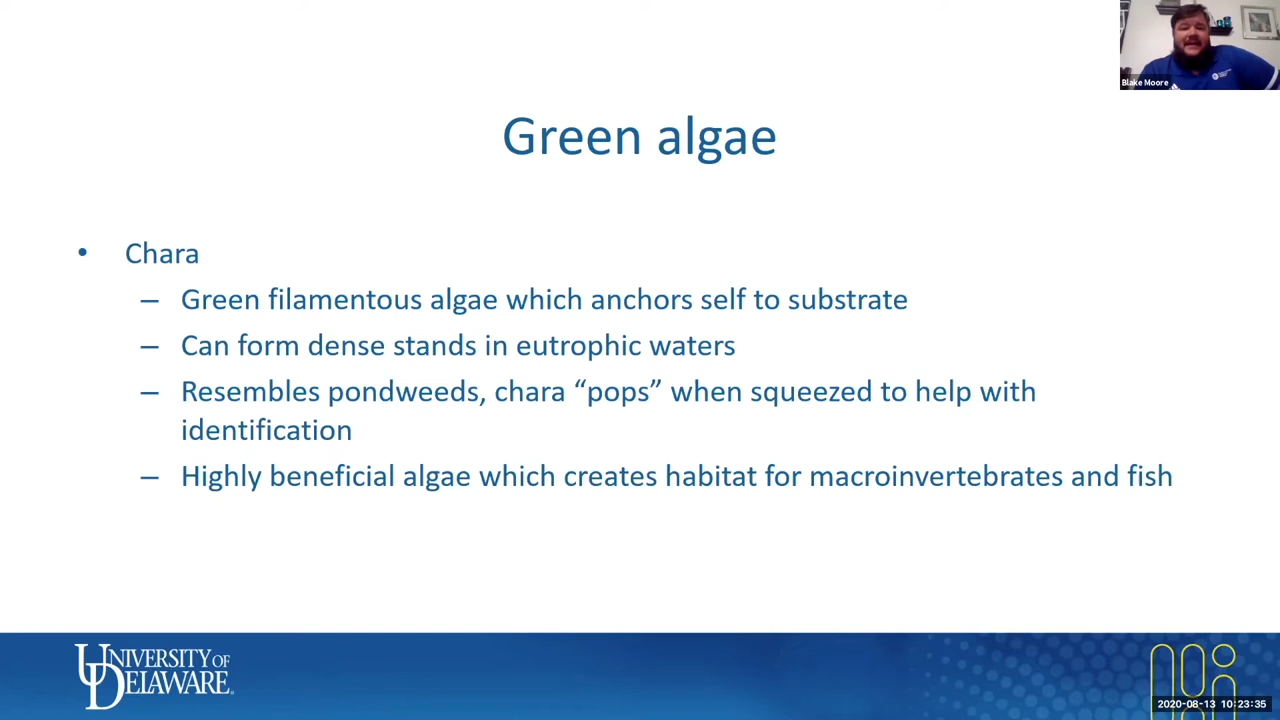 Blake Moore
Green algae
• Chara
– Green filamentous algae which anchors self to substrate
– Can form dense stands in eutrophic waters
– Resembles pondweeds, chara “pops” when squeezed to help with
identification
– Highly beneficial algae which creates habitat for macroinvertebrates and fish
UNIVERSITY OF
DELAWARE
2020-08-13 10:23:35